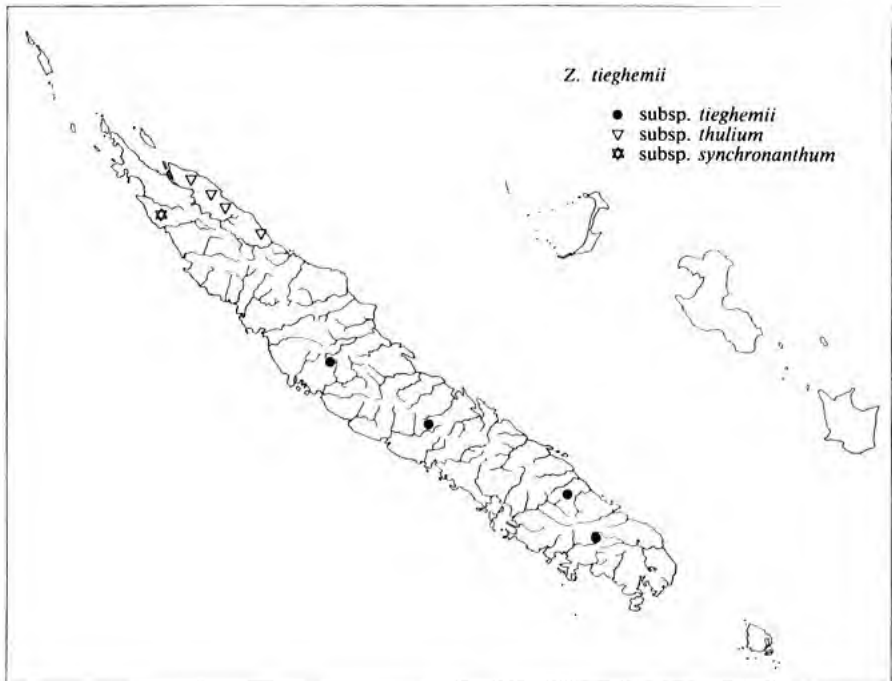 Z. tieghemii
subsp. tieghemii
subsp. thulium
subsp. synchronanthum